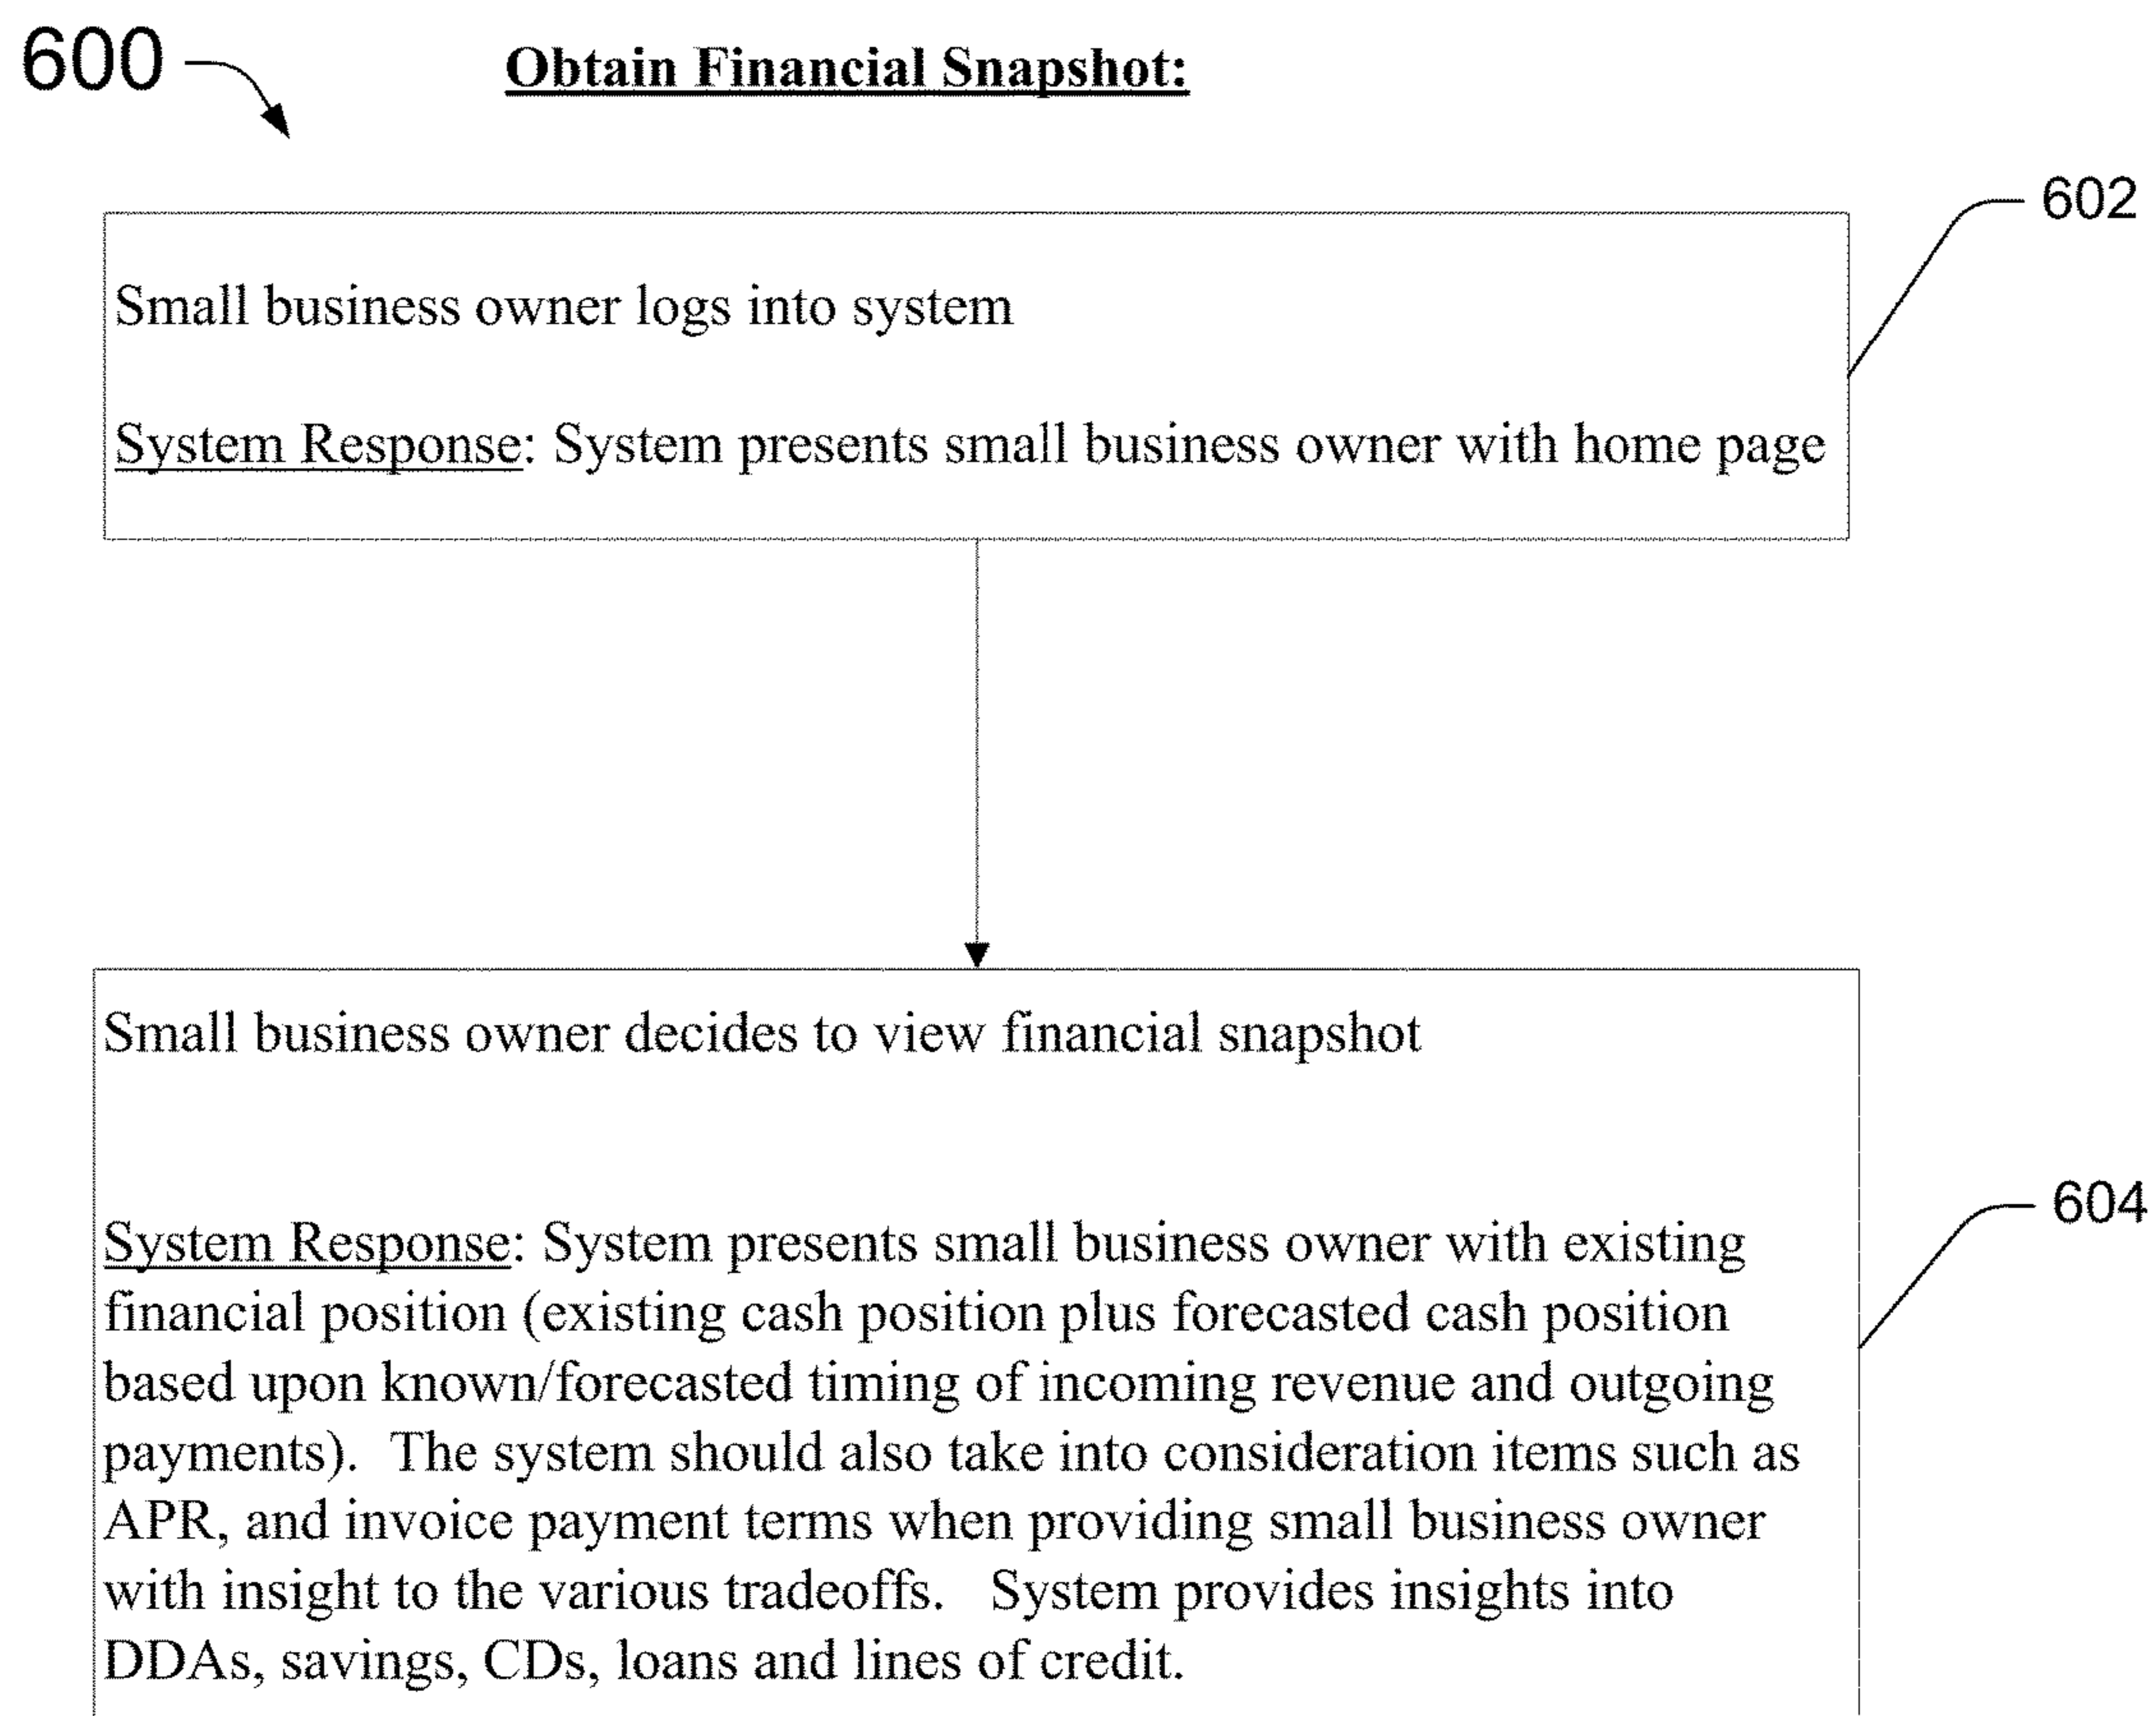 600
Obtain Financial Snapshot:
602
Small business owner logs into system
System Response: System presents small business owner with home page
Small business owner decides to view financial snapshot
604
System Response: System presents small business owner with existing
financial position (existing cash position plus forecasted cash position
based upon known/forecasted timing of incoming revenue and outgoing
payments).  The system should also take into consideration items such as
APR, and invoice payment terms when providing small business owner
with insight to the various tradeoffs.   System provides insights into
DDAs, savings, CDs, loans and lines of credit.